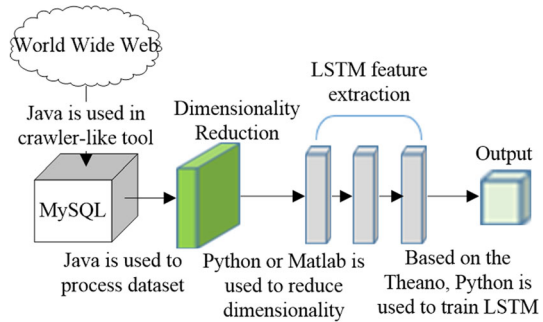 World Wide Web
Java is used in
crawler-like tool
MySQL
Java is used to
process dataset
Dimensionality
Reduction
Python or Matlab is
used to reduce
dimensionality
LSTM feature
extraction
Output
Based on the
Theano, Python is
used to train LSTM